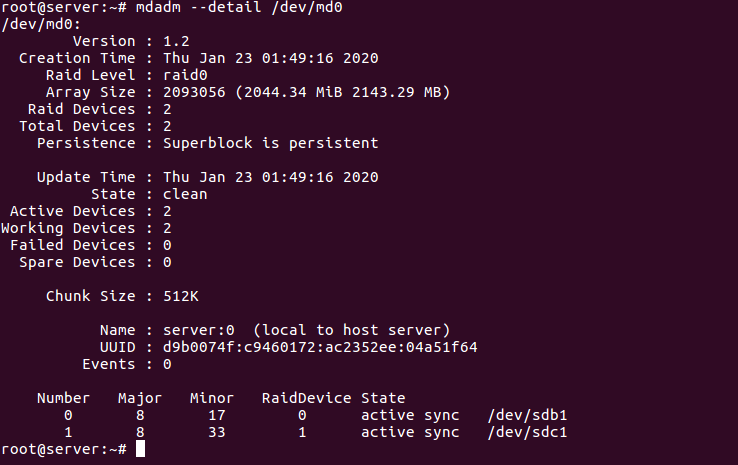 root@server:~# mdadm --detail /dev/md0
/dev/md0:
Version : 1.2
Creation Time : Thu Jan 23 01:49:16 2020
Raid Level : raid0
Array Size : 2093056 (2044.34 MiB 2143.29 MB)
Raid Devices : 2
Total Devices : 2
Persistence : Superblock is persistent
Update Time : Thu Jan 23 01:49:16 2020
State : clean
Active Devices : 2
Working Devices : 2
Failed Devices : 0
Spare Devices : 0
Chunk Size : 512K
Name : server:0  (local to host server)
UUID : d9b0074f:c9460172:ac2352ee:04a51f64
Events : 0
Number   Major   Minor   RaidDevice State
0       8       17        0      active sync   /dev/sdb1
1       8       33        1      active sync   /dev/sdc1
root@server:~#